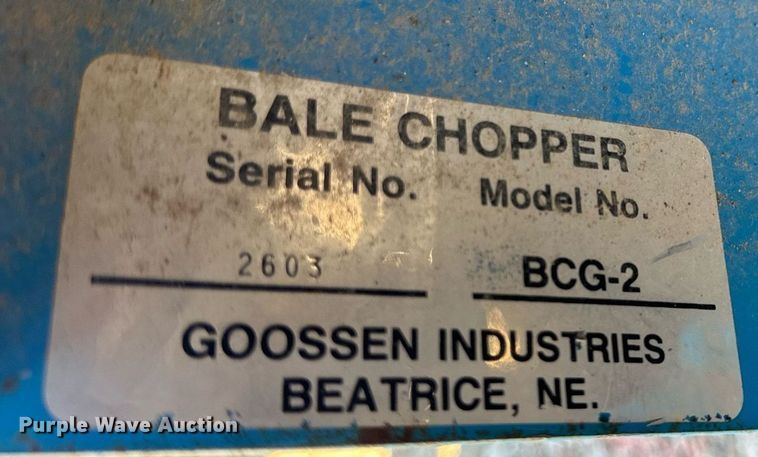 BALE CHOPPER
Serial No. Model No.
2603 BCG-2
GOOSSEN INDUSTRIES
BEATRICE, NE.
Purple Wave Auction